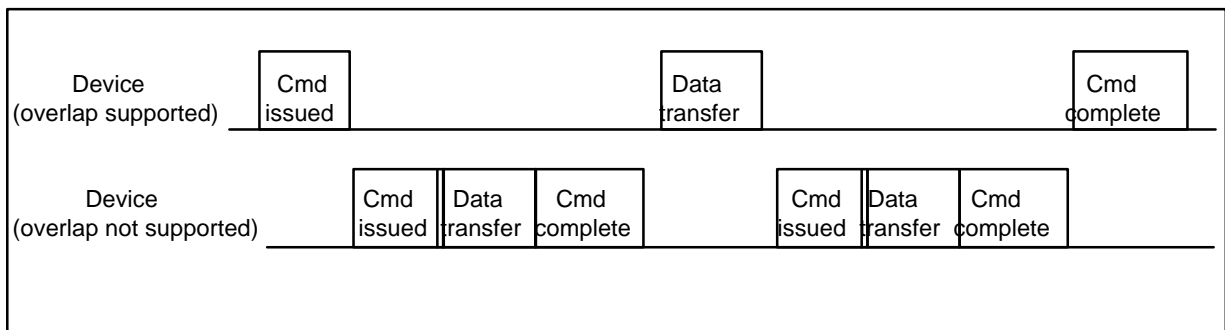 Device
(overlap supported)
Cmd
issued
Data
transfer
Cmd
complete
Device
(overlap not supported)
Cmd
issued
Data
transfer
Cmd
complete
Cmd
issued
Data
transfer
Cmd
complete